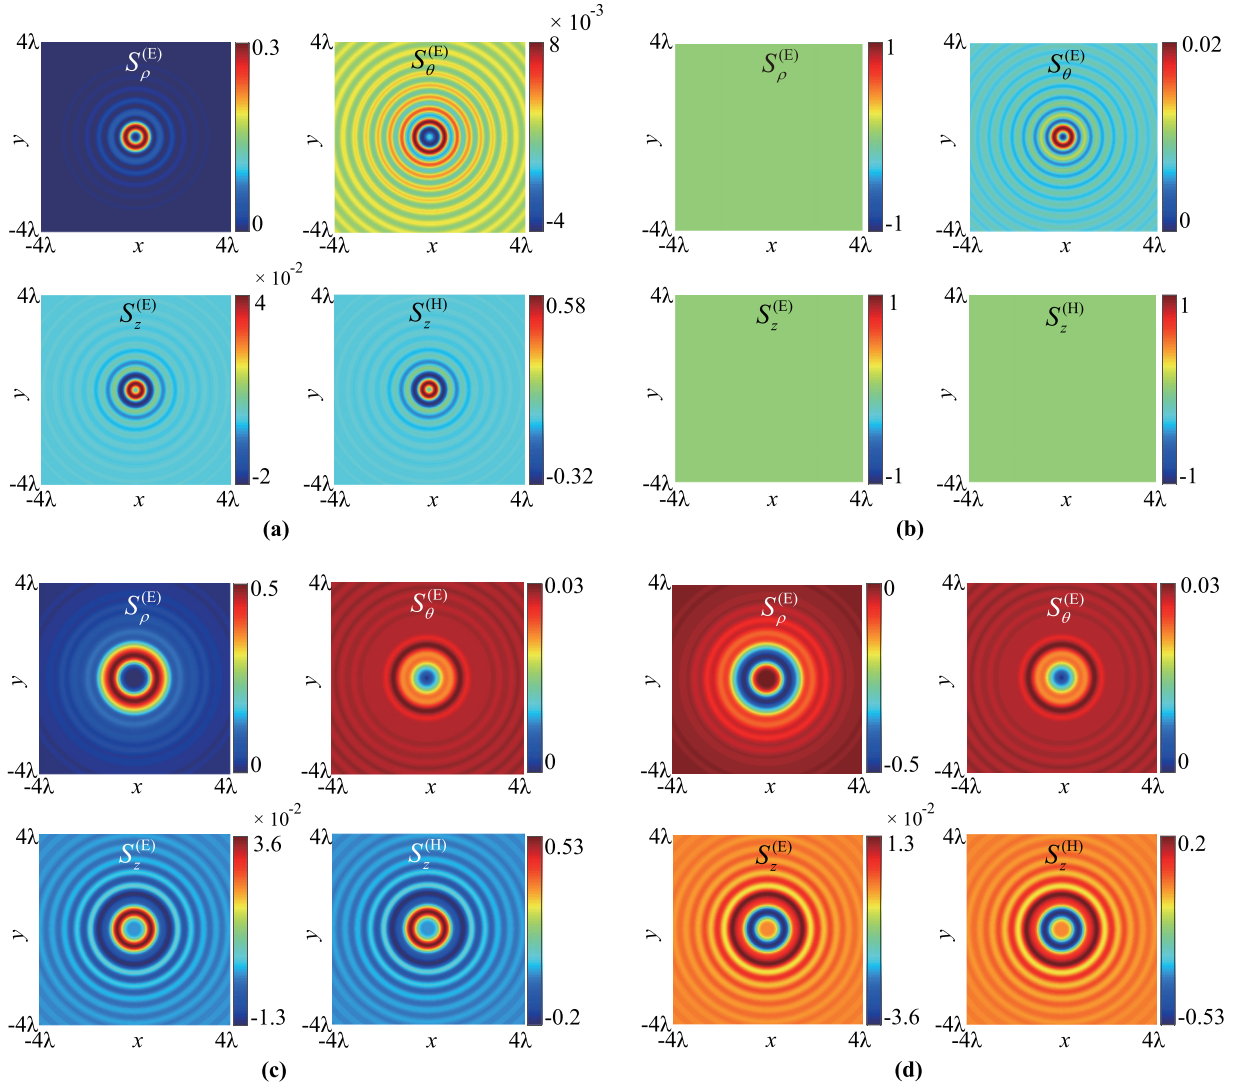 4λ
S_ρ^(E)
0.3
y
0
-4λ
-4λ
x
4λ
× 10^-3
4λ
S_θ^(E)
8
y
-4
-4λ
-4λ
x
4λ
4λ
S_ρ^(E)
1
y
-1
-4λ
-4λ
x
4λ
4λ
S_θ^(E)
0.02
y
0
-4λ
-4λ
x
4λ
× 10^-2
4λ
S_z^(E)
4
y
-2
-4λ
-4λ
x
4λ
4λ
S_z^(H)
0.58
y
-0.32
-4λ
-4λ
x
4λ
(a)
4λ
S_z^(E)
1
y
-1
-4λ
-4λ
x
4λ
4λ
S_z^(H)
1
y
-1
-4λ
-4λ
x
4λ
(b)
4λ
S_ρ^(E)
0.5
y
0
-4λ
-4λ
x
4λ
4λ
S_θ^(E)
0.03
y
0
-4λ
-4λ
x
4λ
4λ
S_ρ^(E)
0
y
-0.5
-4λ
-4λ
x
4λ
4λ
S_θ^(E)
0.03
y
0
-4λ
-4λ
x
4λ
× 10^-2
4λ
S_z^(E)
3.6
y
-1.3
-4λ
-4λ
x
4λ
4λ
S_z^(H)
0.53
y
-0.2
-4λ
-4λ
x
4λ
(c)
× 10^-2
4λ
S_z^(E)
1.3
y
-3.6
-4λ
-4λ
x
4λ
4λ
S_z^(H)
0.2
y
-0.53
-4λ
-4λ
x
4λ
(d)